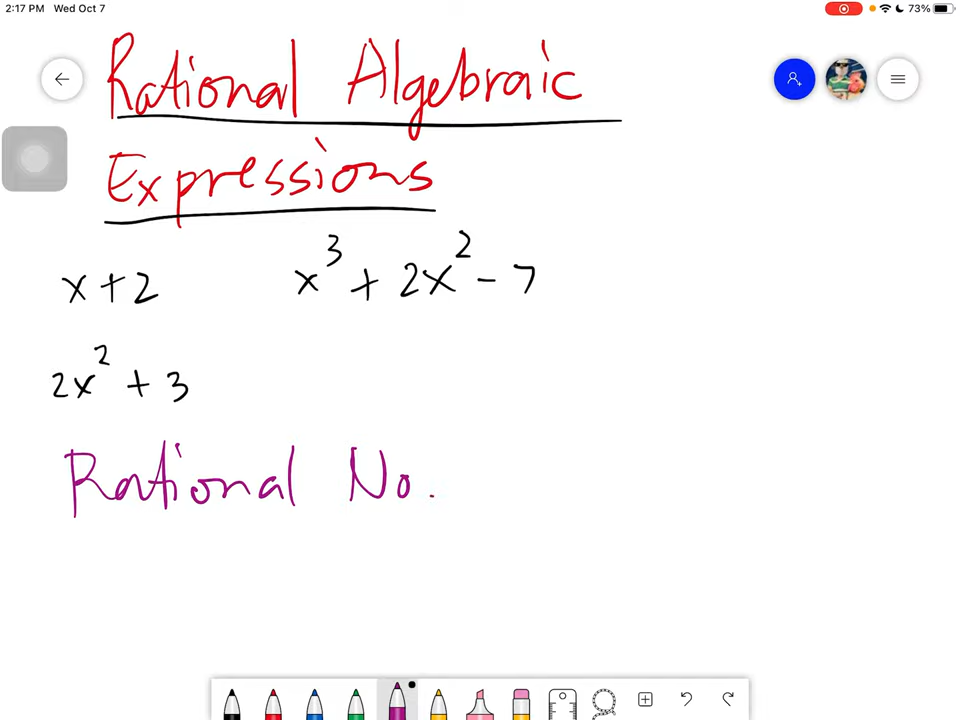 2:17 PM Wed Oct 7 73%
Rational Algebraic
Expressions
x + 2 x³ + 2x² - 7
2x² + 3
Rational No.